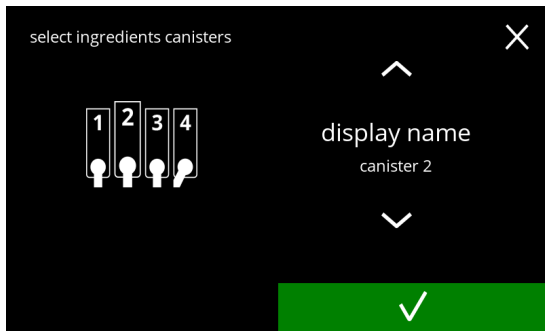 select ingredients canisters
1 2 3 4
display name
canister 2